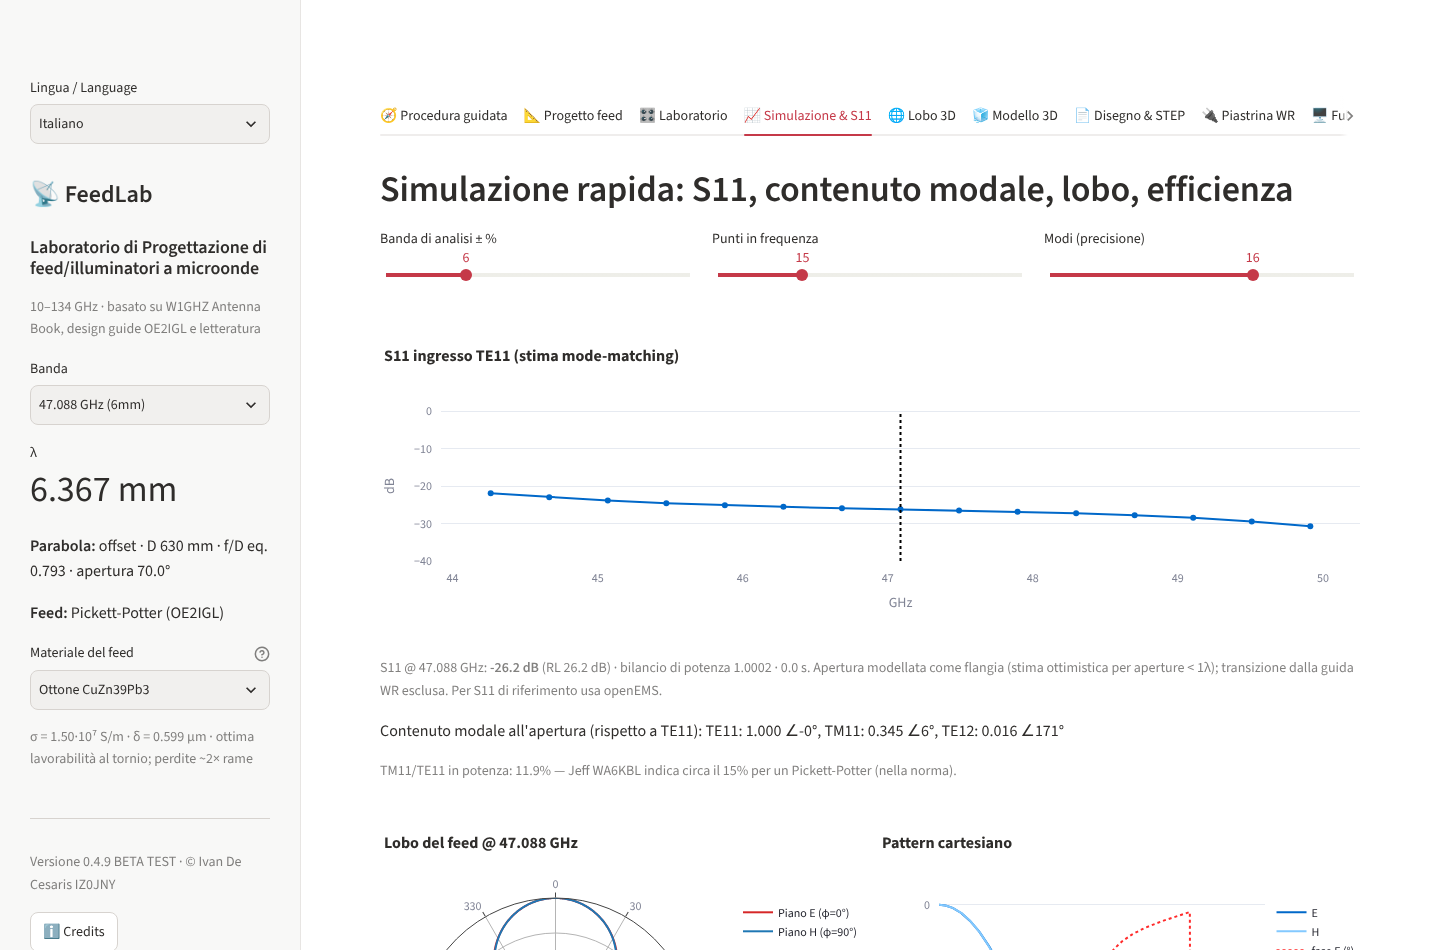 Lingua / Language
Italiano
📡 FeedLab
Laboratorio di Progettazione di
feed/illuminatori a microonde
10–134 GHz · basato su W1GHZ Antenna
Book, design guide OE2IGL e letteratura
Banda
47.088 GHz (6mm)
λ
6.367 mm
Parabola: offset · D 630 mm · f/D eq.
0.793 · apertura 70.0°
Feed: Pickett-Potter (OE2IGL)
Materiale del feed
Ottone CuZn39Pb3
σ = 1.50·10⁷ S/m · δ = 0.599 µm · ottima
lavorabilità al tornio; perdite ~2× rame
Versione 0.4.9 BETA TEST · © Ivan De
Cesaris IZ0JNY
ℹ️ Credits
🧭 Procedura guidata 📐 Progetto feed 🎛️ Laboratorio 📈 Simulazione & S11 🌐 Lobo 3D 🧊 Modello 3D 📄 Disegno & STEP 🔌 Piastrina WR 🖥️ Fu
Simulazione rapida: S11, contenuto modale, lobo, efficienza
Banda di analisi ± % Punti in frequenza Modi (precisione)
6 15 16
S11 ingresso TE11 (stima mode-matching)
0
−10
−20
−30
−40
dB
44 45 46 47 48 49 50
GHz
S11 @ 47.088 GHz: -26.2 dB (RL 26.2 dB) · bilancio di potenza 1.0002 · 0.0 s. Apertura modellata come flangia (stima ottimistica per aperture < 1λ); transizione dalla guida
WR esclusa. Per S11 di riferimento usa openEMS.
Contenuto modale all'apertura (rispetto a TE11): TE11: 1.000 ∠-0°, TM11: 0.345 ∠6°, TE12: 0.016 ∠171°
TM11/TE11 in potenza: 11.9% — Jeff WA6KBL indica circa il 15% per un Pickett-Potter (nella norma).
Lobo del feed @ 47.088 GHz
0
330 30
Piano E (ϕ=0°)
Piano H (ϕ=90°)
Pattern cartesiano
0
E
H